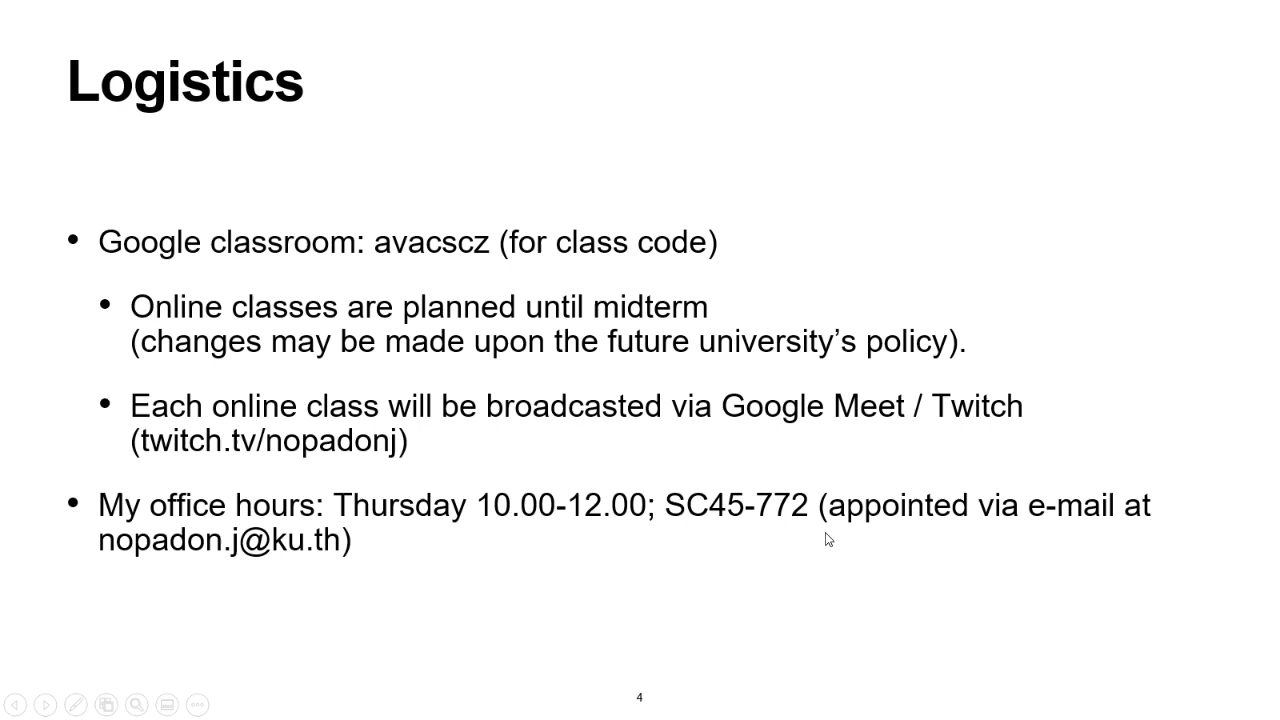 Logistics
• Google classroom: avacscz (for class code)
• Online classes are planned until midterm
(changes may be made upon the future university’s policy).
• Each online class will be broadcasted via Google Meet / Twitch
(twitch.tv/nopadonj)
• My office hours: Thursday 10.00-12.00; SC45-772 (appointed via e-mail at
nopadon.j@ku.th)
4